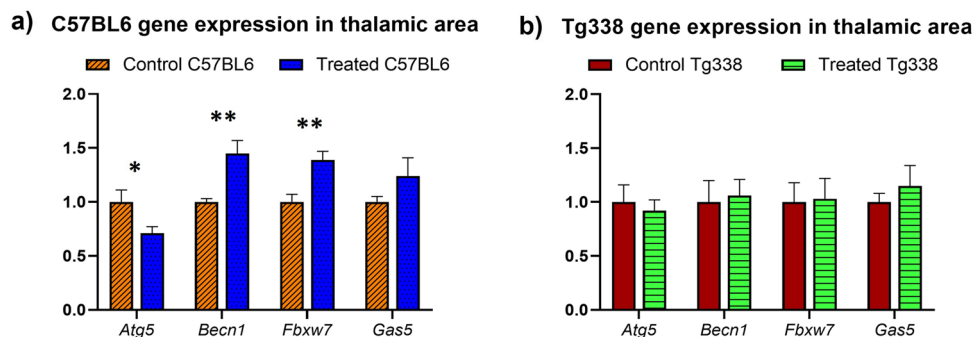 a) C57BL6 gene expression in thalamic area
Control C57BL6 Treated C57BL6
2.0
1.5
1.0
0.5
0.0
*
**
**
Atg5 Becn1 Fbxw7 Gas5
b) Tg338 gene expression in thalamic area
Control Tg338 Treated Tg338
2.0
1.5
1.0
0.5
0.0
Atg5 Becn1 Fbxw7 Gas5